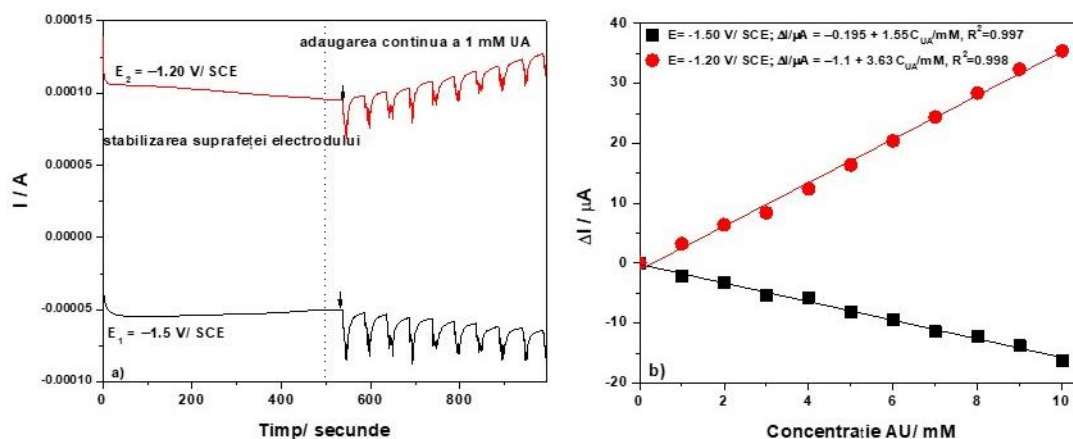 0.00015
0.00010
0.00005
0.00000
-0.00005
-0.00010
I / A
adaugarea continua a 1 mM UA
E2 = –1.20 V/ SCE
stabilizarea suprafeței electrodului
E1 = –1.5 V/ SCE
a)
0 200 400 600 800
Timp/ secunde
40
30
20
10
0
-10
-20
ΔI / μA
E= -1.50 V/ SCE; ΔI/μA = –0.195 + 1.55CUA/mM, R²=0.997
E= -1.20 V/ SCE; ΔI/μA = –1.1 + 3.63 CUA/mM, R²=0.998
b)
0 2 4 6 8 10
Concentrație AU/ mM